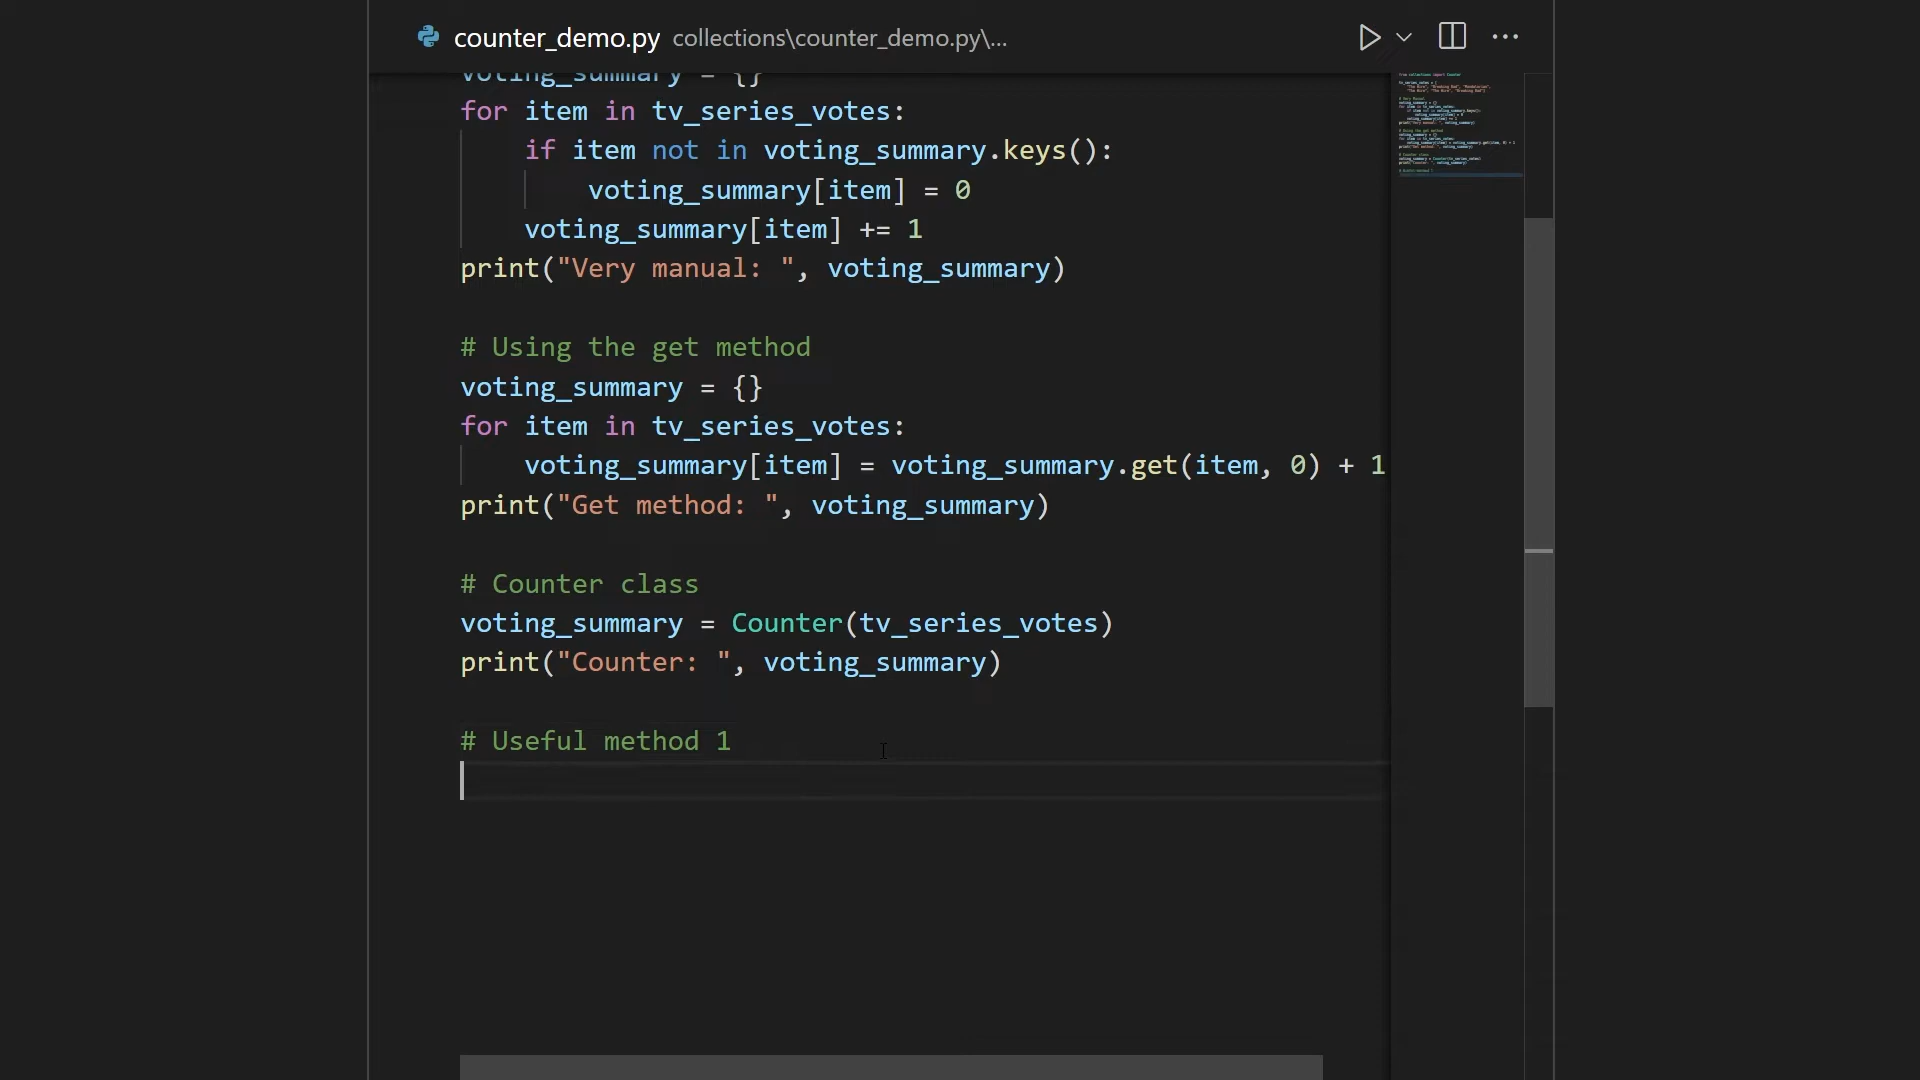 counter_demo.py collections\counter_demo.py\...
voting_summary = {}
for item in tv_series_votes:
    if item not in voting_summary.keys():
        voting_summary[item] = 0
    voting_summary[item] += 1
print("Very manual: ", voting_summary)
# Using the get method
voting_summary = {}
for item in tv_series_votes:
    voting_summary[item] = voting_summary.get(item, 0) + 1
print("Get method: ", voting_summary)
# Counter class
voting_summary = Counter(tv_series_votes)
print("Counter: ", voting_summary)
# Useful method 1